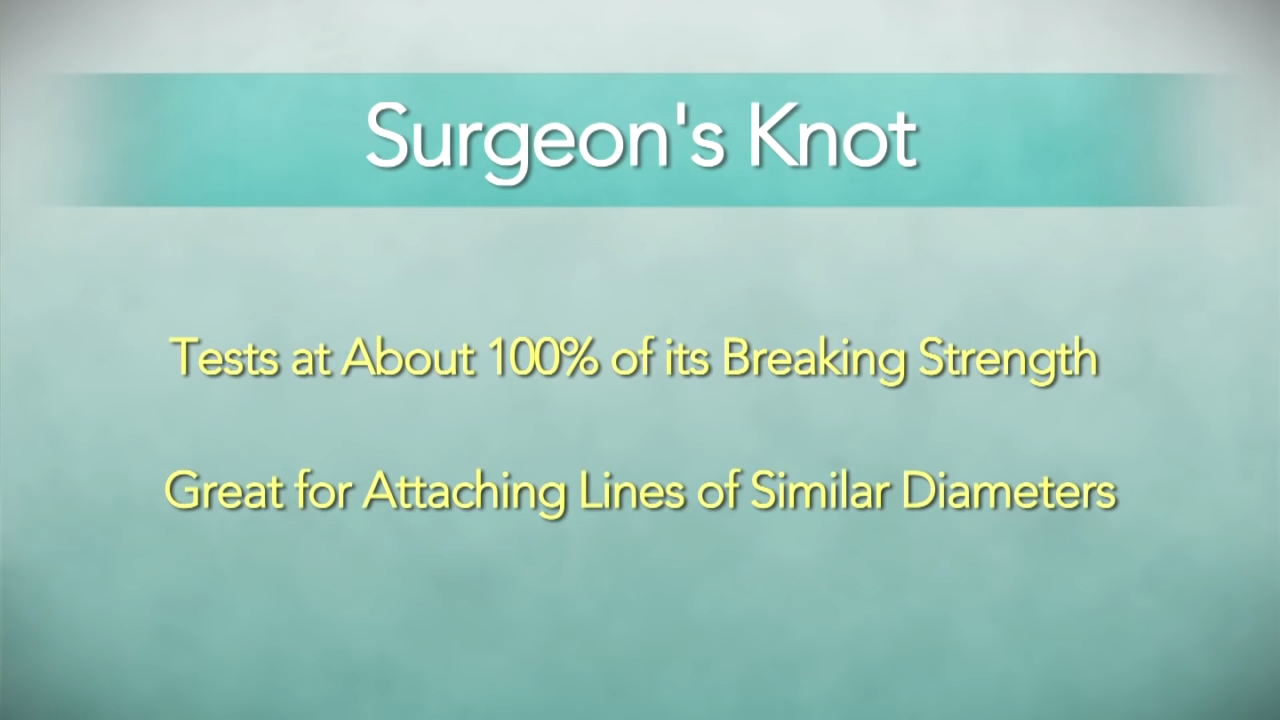 Surgeon's Knot
Tests at About 100% of its Breaking Strength
Great for Attaching Lines of Similar Diameters